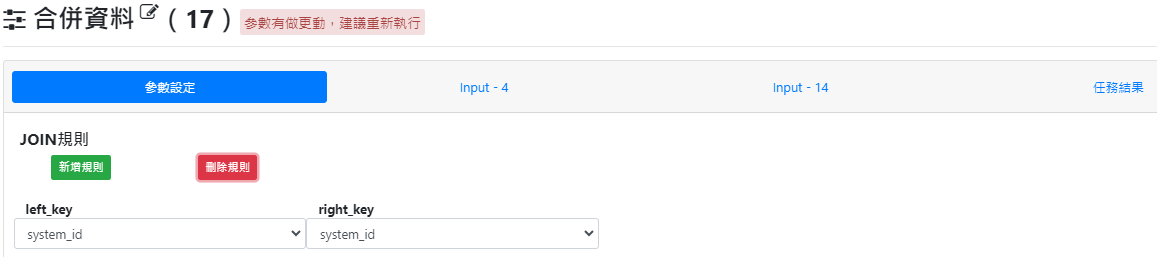 合併資料 ( 17 ) 參數有做更動，建議重新執行
參數設定 Input - 4 Input - 14 任務結果
JOIN規則
新增規則 刪除規則
left_key right_key
system_id system_id